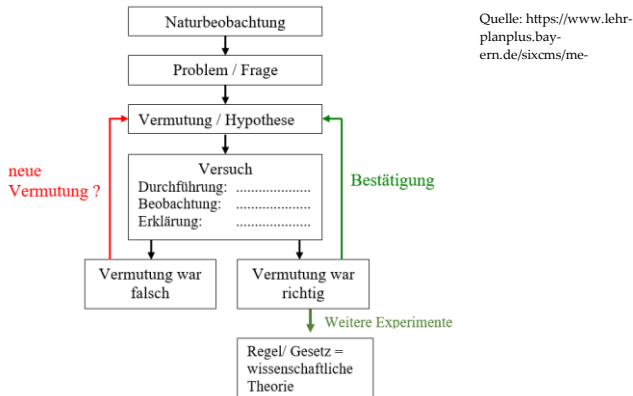 Naturbeobachtung
Quelle: https://www.lehr-
planplus.bay-
ern.de/sixcms/me-
Problem / Frage
Vermutung / Hypothese
neue
Vermutung ?
Versuch
Durchführung: ....................
Beobachtung: ....................
Erklärung: ....................
Bestätigung
Vermutung war
falsch
Vermutung war
richtig
Weitere Experimente
Regel/ Gesetz =
wissenschaftliche
Theorie